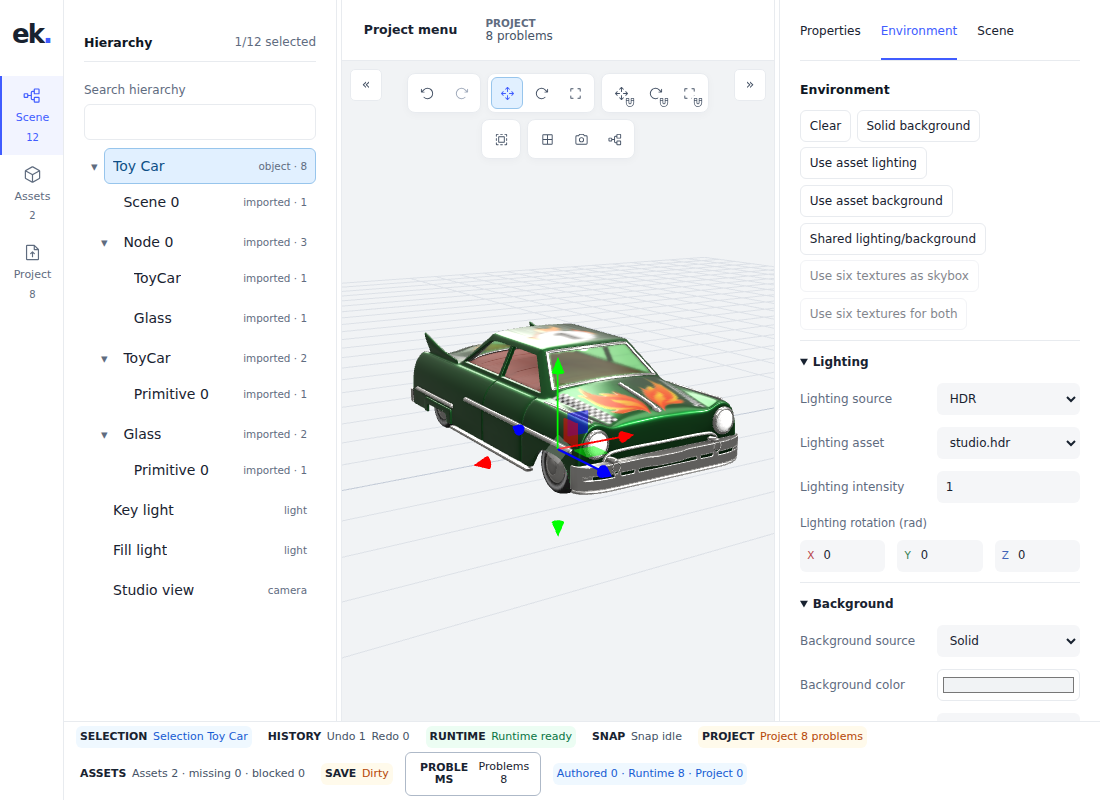 ek.
Scene
12
Assets
2
Project
8
Hierarchy 1/12 selected
Search hierarchy
Toy Car object · 8
Scene 0 imported · 1
Node 0 imported · 3
ToyCar imported · 1
Glass imported · 1
ToyCar imported · 2
Primitive 0 imported · 1
Glass imported · 2
Primitive 0 imported · 1
Key light light
Fill light light
Studio view camera
Project menu
PROJECT
8 problems
«
»
Properties Environment Scene
Environment
Clear Solid background
Use asset lighting
Use asset background
Shared lighting/background
Use six textures as skybox
Use six textures for both
Lighting
Lighting source HDR
Lighting asset studio.hdr
Lighting intensity 1
Lighting rotation (rad)
X 0 Y 0 Z 0
Background
Background source Solid
Background color
SELECTION Selection Toy Car HISTORY Undo 1 Redo 0 RUNTIME Runtime ready SNAP Snap idle PROJECT Project 8 problems
ASSETS Assets 2 · missing 0 · blocked 0 SAVE Dirty
PROBLE
MS
Problems
8
Authored 0 · Runtime 8 · Project 0